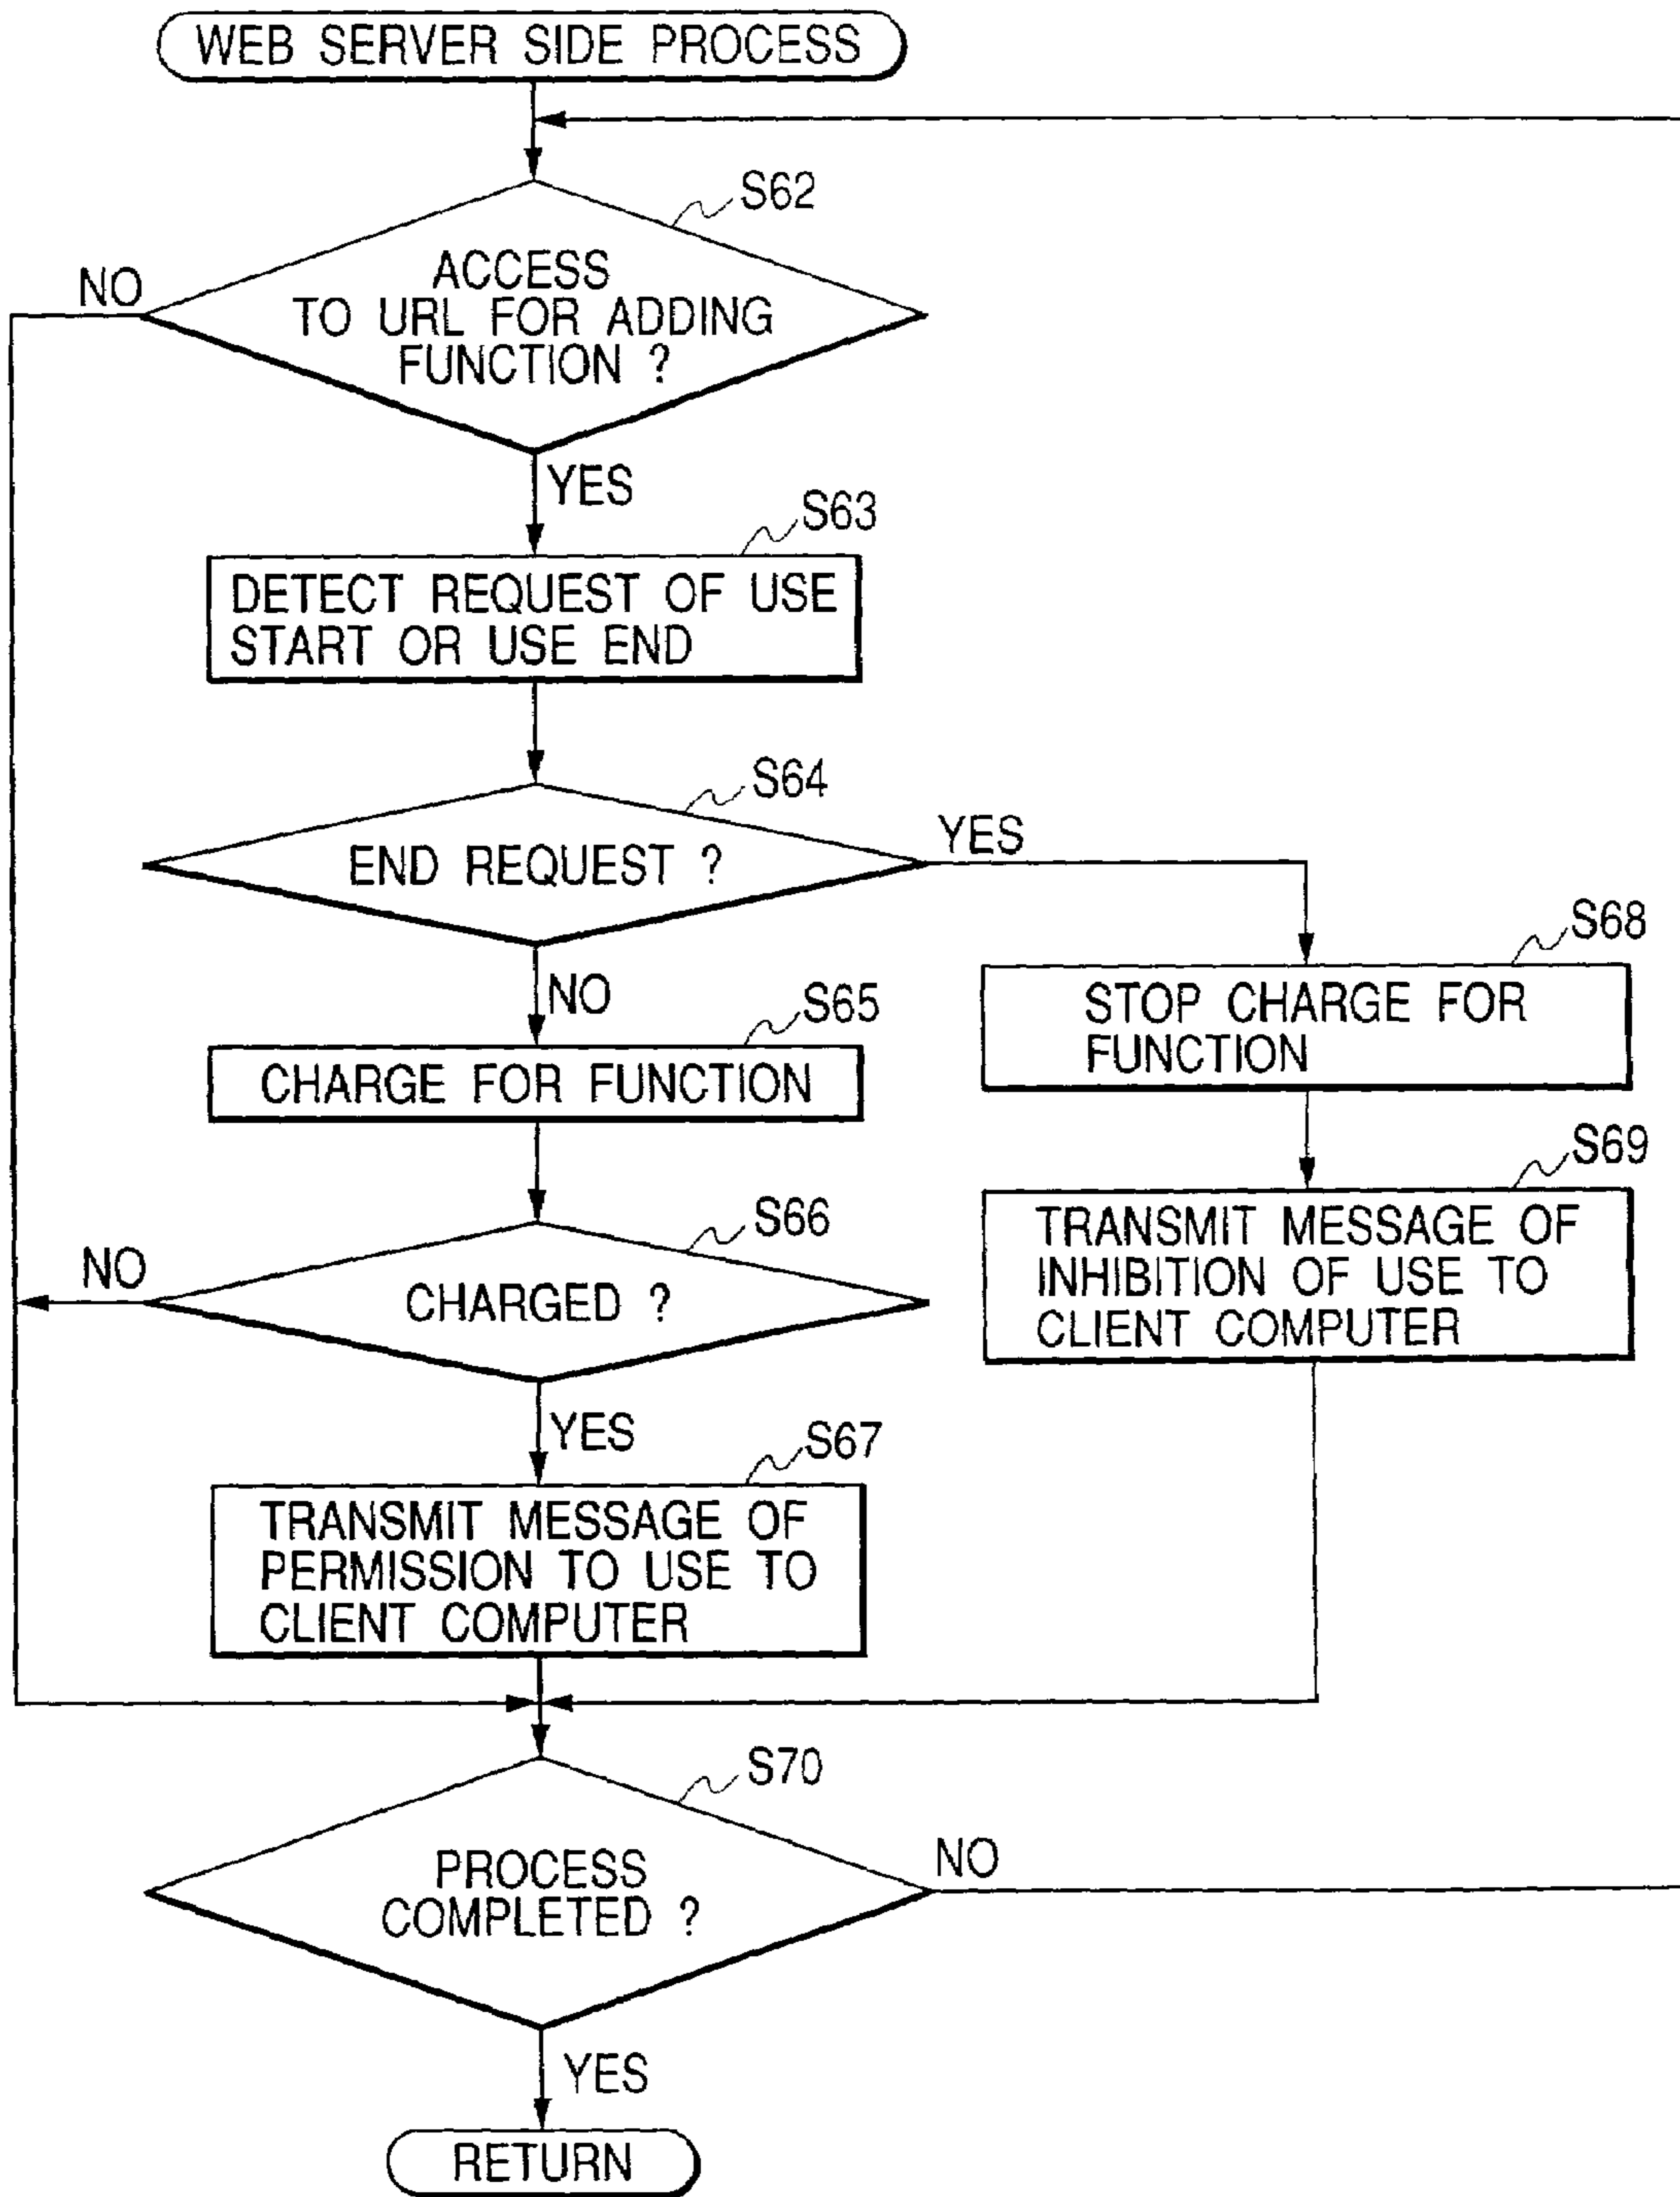 WEB SERVER SIDE PROCESS
S62
NO
ACCESS
TO URL FOR ADDING
FUNCTION ?
YES
S63
DETECT REQUEST OF USE
START OR USE END
S64
END REQUEST ?
YES
NO
S65
CHARGE FOR FUNCTION
S68
STOP CHARGE FOR
FUNCTION
S69
TRANSMIT MESSAGE OF
INHIBITION OF USE TO
CLIENT COMPUTER
S66
NO
CHARGED ?
YES
S67
TRANSMIT MESSAGE OF
PERMISSION TO USE TO
CLIENT COMPUTER
S70
PROCESS
COMPLETED ?
NO
YES
RETURN